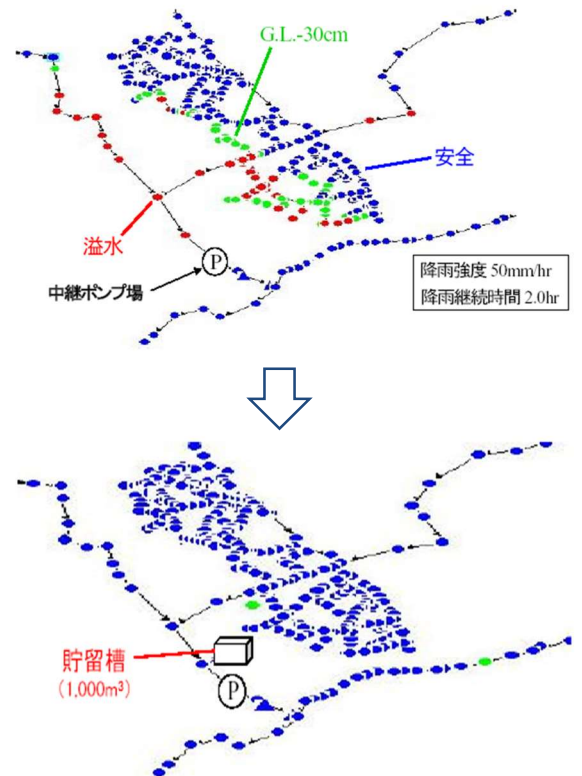 G.L.-30cm
安全
溢水
P
中継ポンプ場
降雨強度 50mm/hr
降雨継続時間 2.0hr
貯留槽
(1,000m³)
P